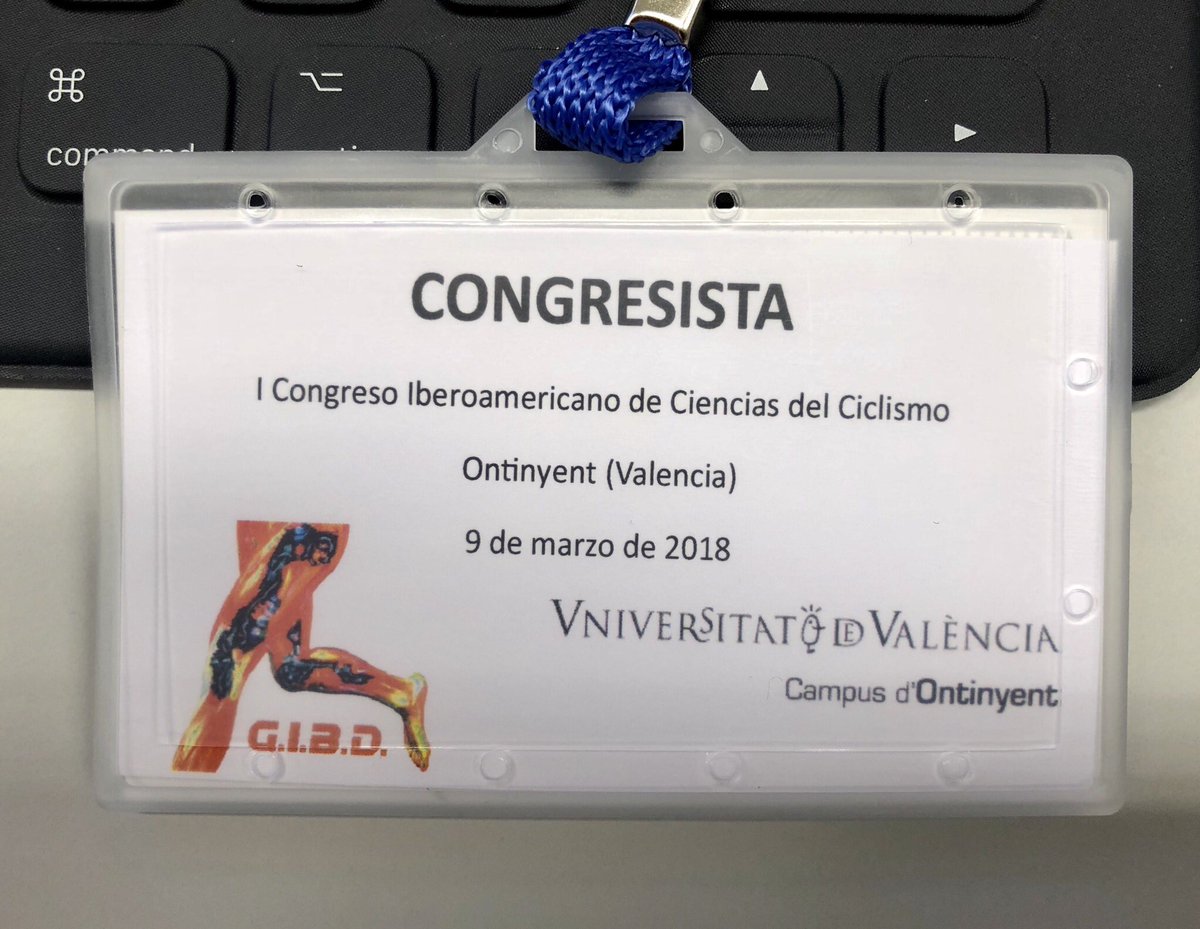 command
CONGRESISTA
I Congreso Iberoamericano de Ciencias del Ciclismo
Ontinyent (Valencia)
9 de marzo de 2018
VNIVERSITAT DE VALÈNCIA
Campus d'Ontinyent
G.I.B.D.